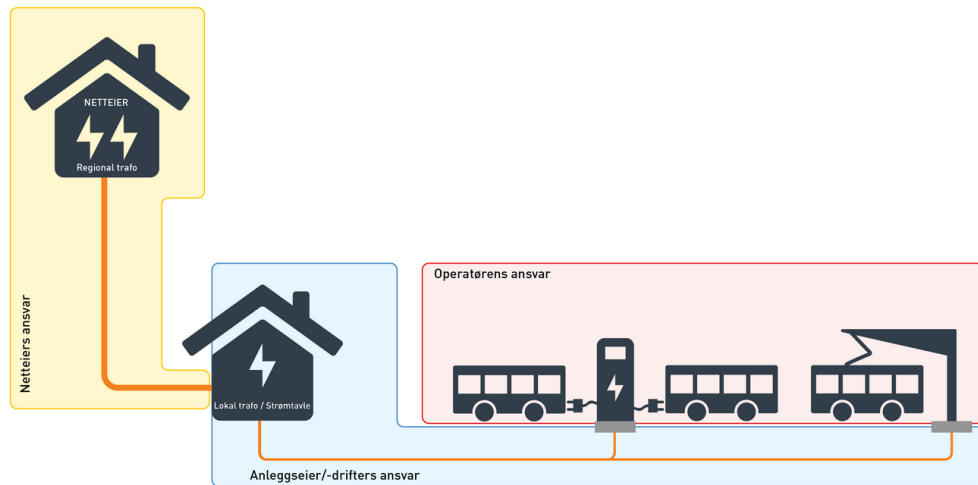 NETTEIER
Regional trafo
Netteiers ansvar
Operatørens ansvar
Lokal trafo / Strømtavle
Anleggseier/-drifters ansvar